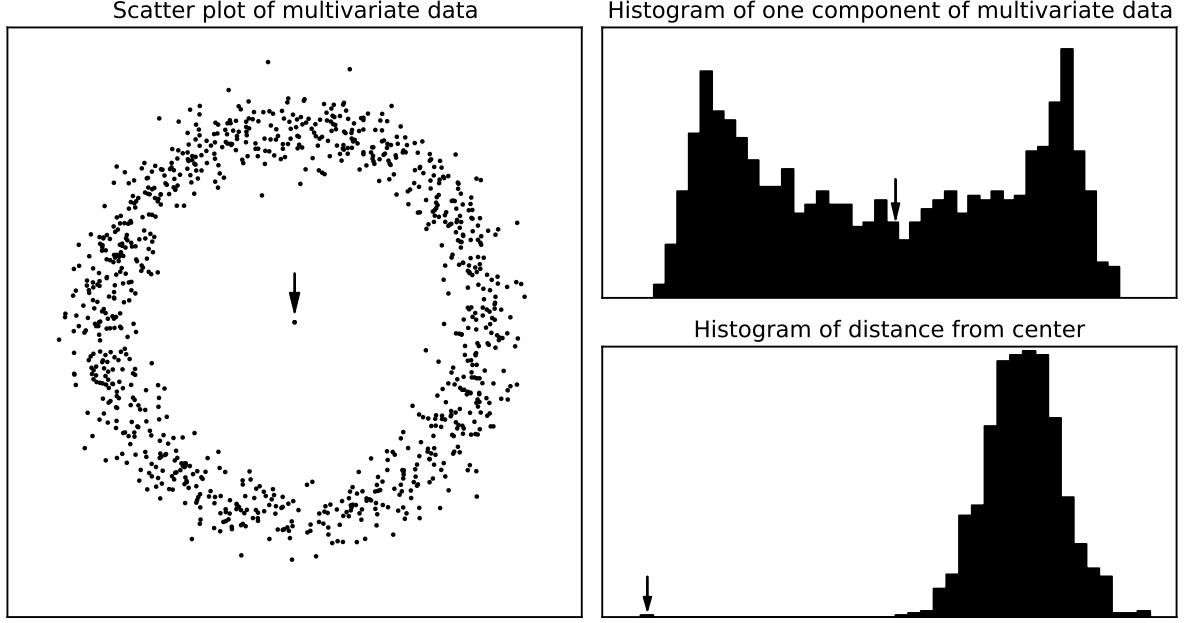 Scatter plot of multivariate data
Histogram of one component of multivariate data
Histogram of distance from center